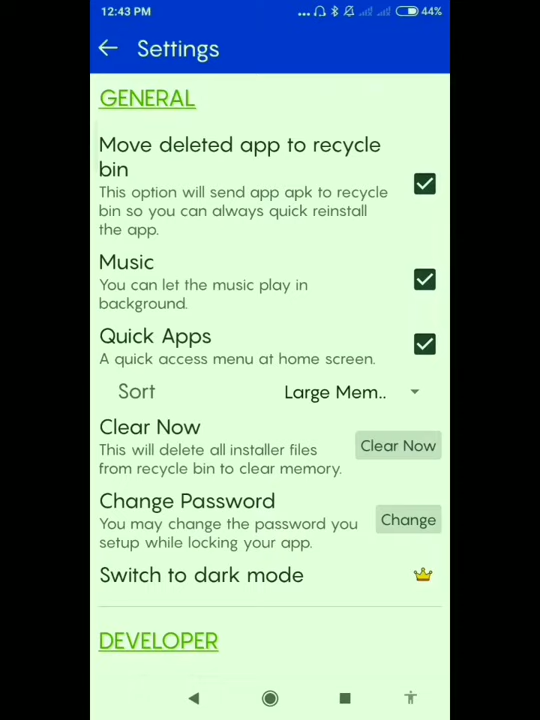 12:43 PM
44%
Settings
GENERAL
Move deleted app to recycle
bin
This option will send app apk to recycle
bin so you can always quick reinstall
the app.
Music
You can let the music play in
background.
Quick Apps
A quick access menu at home screen.
Sort
Large Mem..
Clear Now
This will delete all installer files
from recycle bin to clear memory.
Clear Now
Change Password
You may change the password you
setup while locking your app.
Change
Switch to dark mode
DEVELOPER